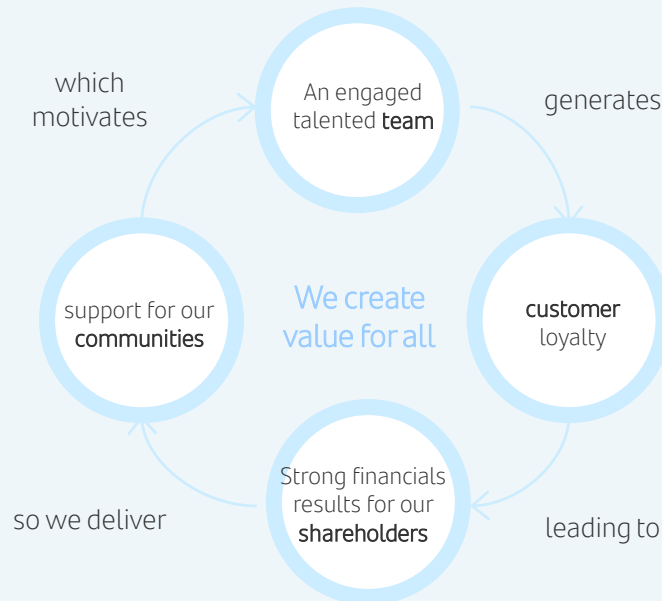 An engaged
talented team
generates
customer
loyalty
leading to
Strong financials
results for our
shareholders
so we deliver
support for our
communities
which
motivates
We create
value for all